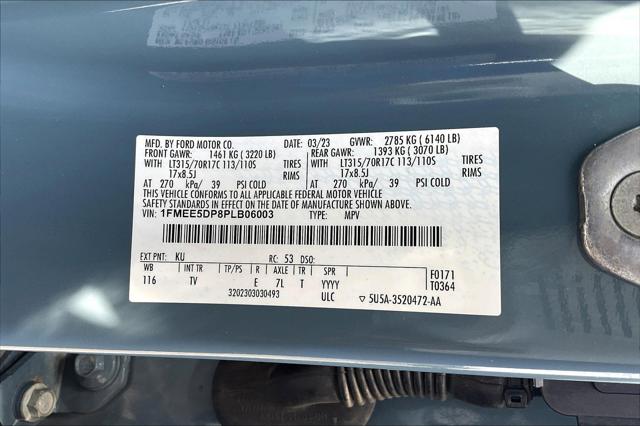 MFD. BY FORD MOTOR CO. 03/23 GVWR: 2785 KG ( 6140 LB)
FRONT GAWR: 1461 KG ( 3220 LB) REAR GAWR: 1393 KG ( 3070 LB)
WITH LT315/70R17C 113/110S TIRES WITH LT315/70R17C 113/110S TIRES
17x8.5J RIMS 17x8.5J RIMS
AT 270 kPa/ 39 PSI COLD AT 270 kPa/ 39 PSI COLD
THIS VEHICLE CONFORMS TO ALL APPLICABLE FEDERAL MOTOR VEHICLE
SAFETY STANDARDS IN EFFECT ON THE DATE OF MANUFACTURE SHOWN ABOVE.
VIN: 1FMEE5DP8PLB06003 TYPE: MPV
EXT PNT: KU RC: 53 DSO:
WB INT TR TP/PS R AXLE TR SPR F0171
116 TV E 7L T YYYY T0364
3202303030493 ULC ▽ 5U5A-3520472-AA